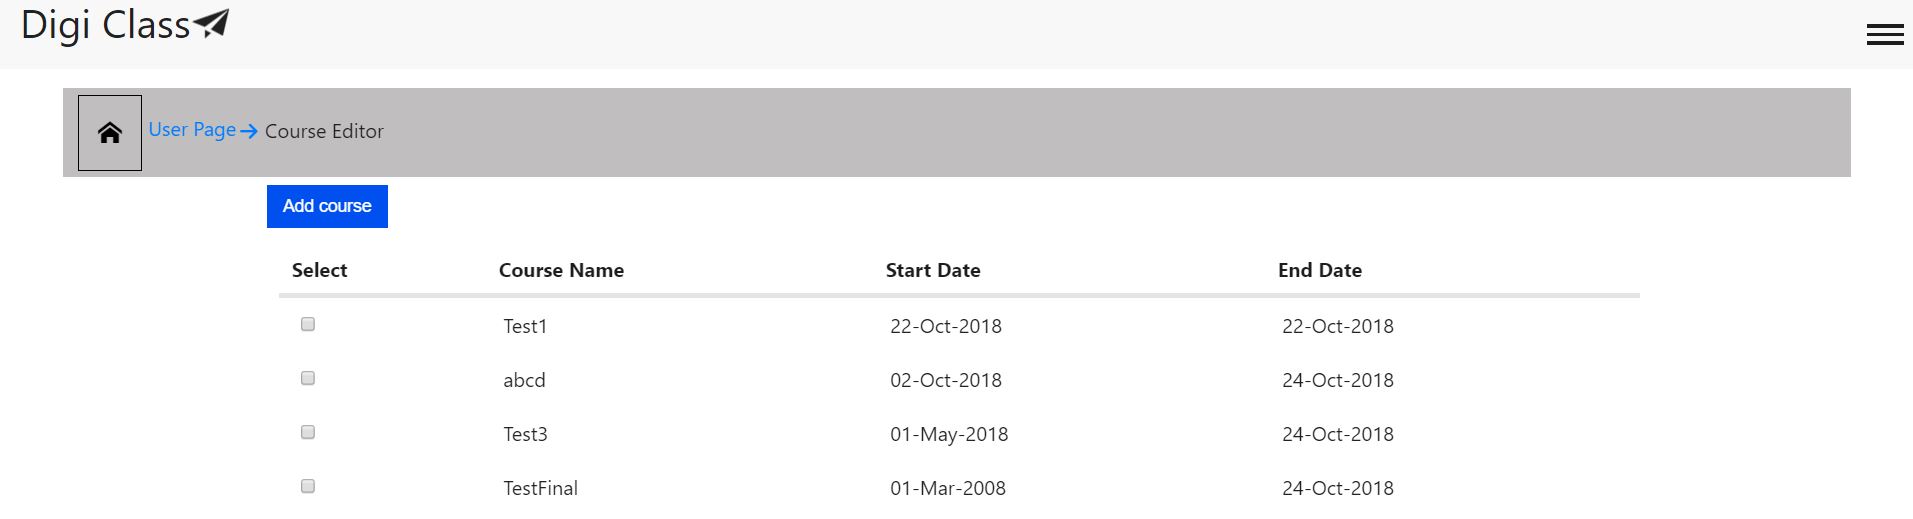 Digi Class
User Page Course Editor
Add course
Select Course Name Start Date End Date
Test1 22-Oct-2018 22-Oct-2018
abcd 02-Oct-2018 24-Oct-2018
Test3 01-May-2018 24-Oct-2018
TestFinal 01-Mar-2008 24-Oct-2018